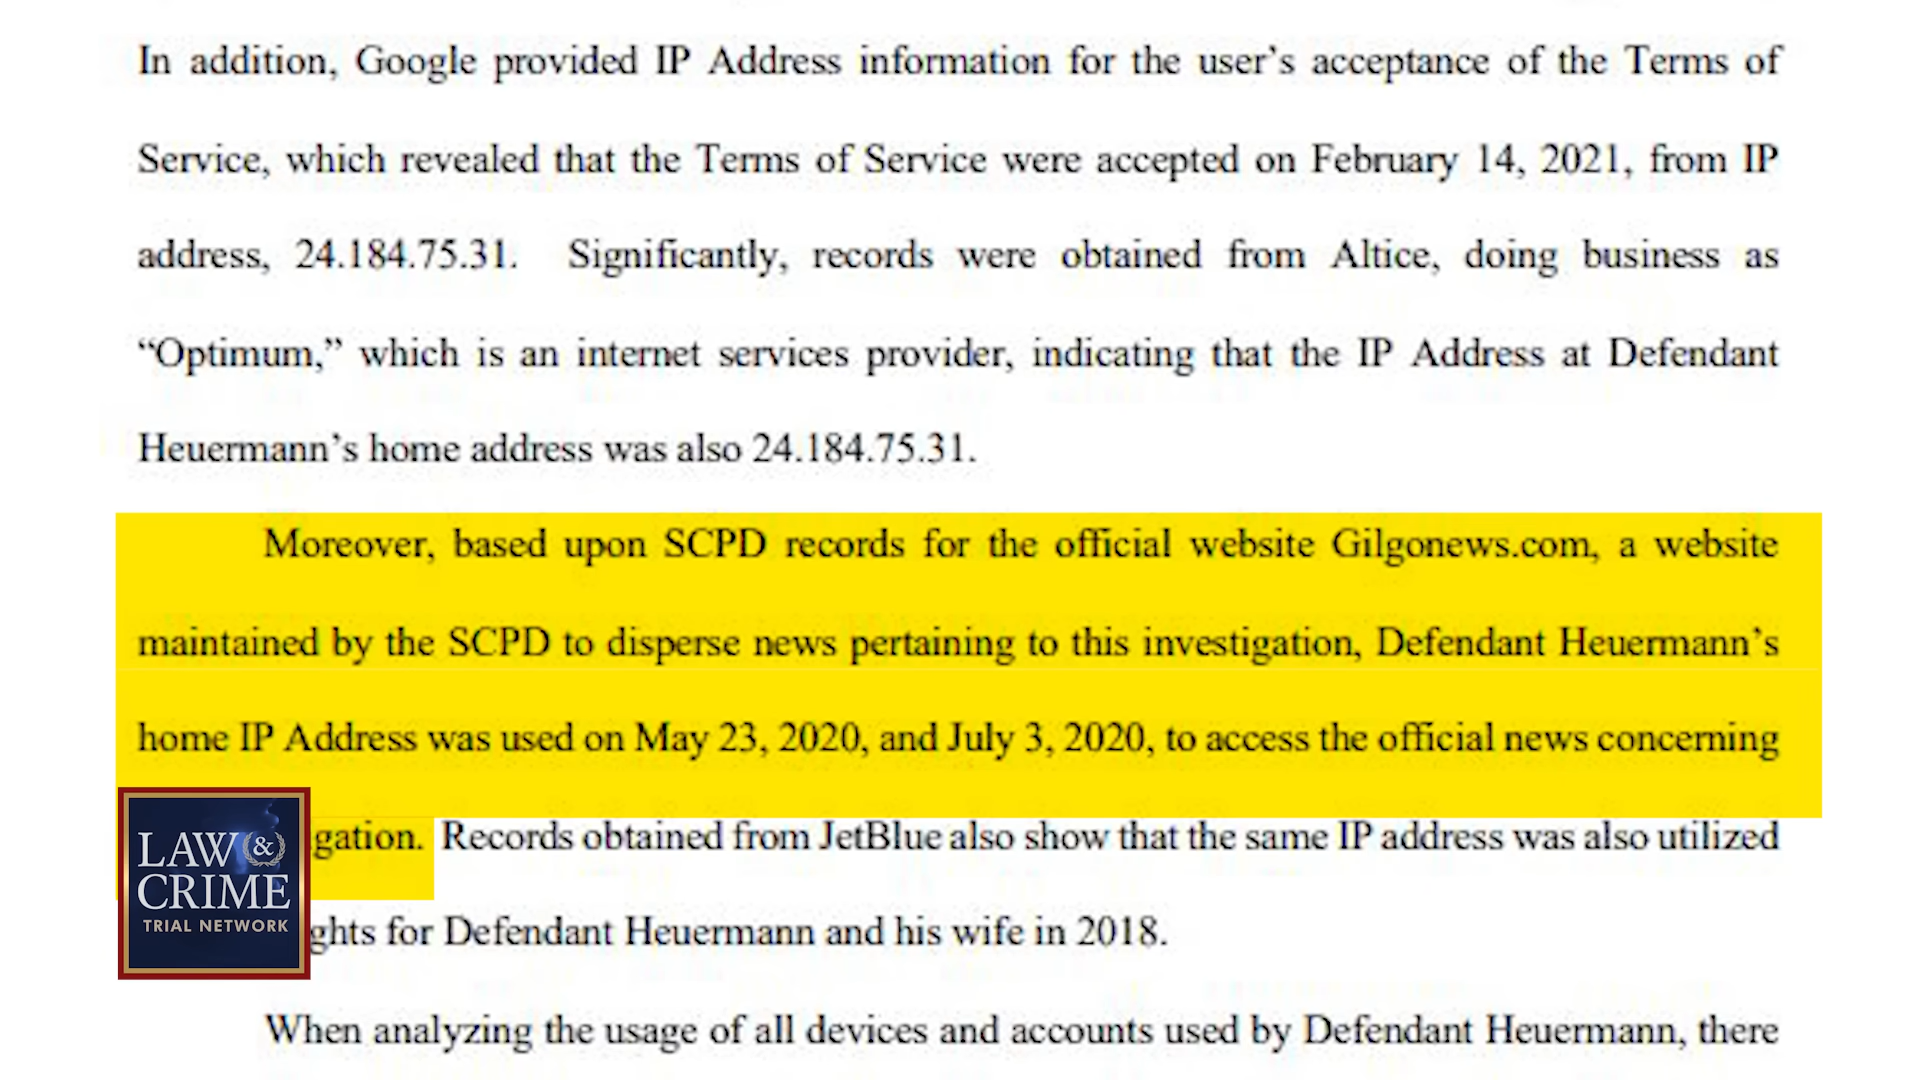 In addition, Google provided IP Address information for the user’s acceptance of the Terms of
Service, which revealed that the Terms of Service were accepted on February 14, 2021, from IP
address, 24.184.75.31. Significantly, records were obtained from Altice, doing business as
“Optimum,” which is an internet services provider, indicating that the IP Address at Defendant
Heuermann’s home address was also 24.184.75.31.
Moreover, based upon SCPD records for the official website Gilgonews.com, a website
maintained by the SCPD to disperse news pertaining to this investigation, Defendant Heuermann’s
home IP Address was used on May 23, 2020, and July 3, 2020, to access the official news concerning
gation. Records obtained from JetBlue also show that the same IP address was also utilized
ghts for Defendant Heuermann and his wife in 2018.
When analyzing the usage of all devices and accounts used by Defendant Heuermann, there
LAW &
CRIME
TRIAL NETWORK